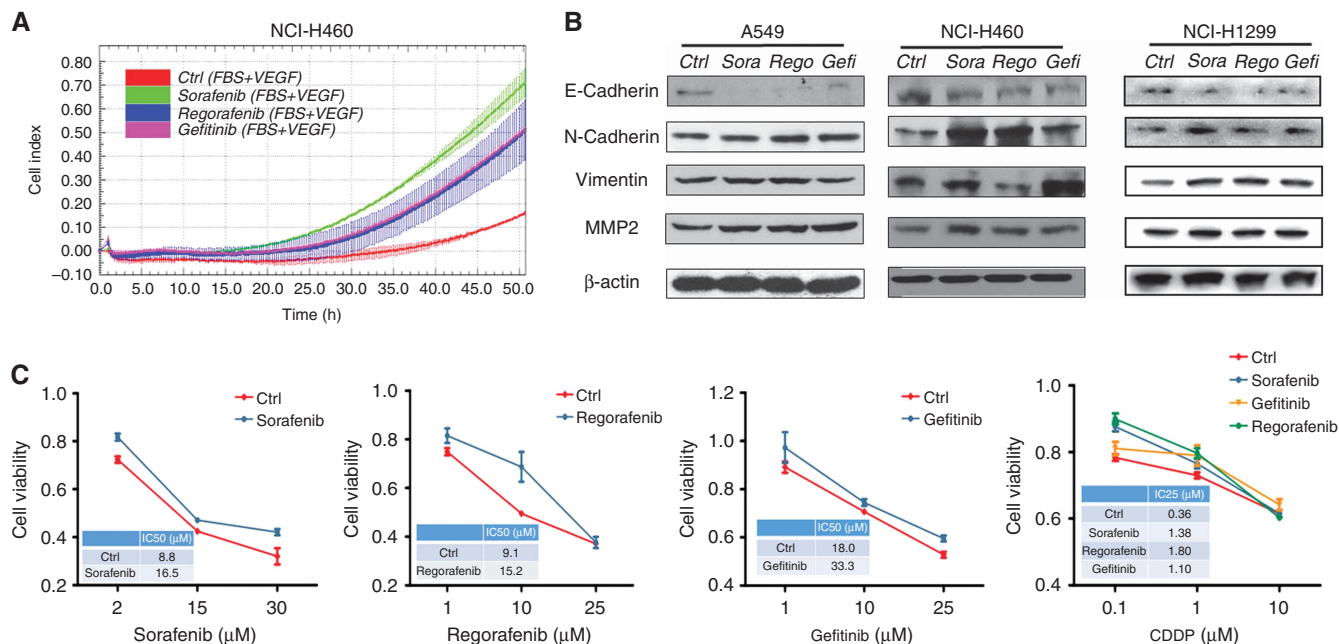 A
NCI-H460
0.80
0.70
0.60
0.50
0.40
0.30
0.20
0.10
0.00
–0.10
Cell index
Ctrl (FBS+VEGF)
Sorafenib (FBS+VEGF)
Regorafenib (FBS+VEGF)
Gefitinib (FBS+VEGF)
0.0 5.0 10.0 15.0 20.0 25.0 30.0 35.0 40.0 45.0 50.0
Time (h)
B
A549 NCI-H460 NCI-H1299
Ctrl Sora Rego Gefi Ctrl Sora Rego Gefi Ctrl Sora Rego Gefi
E-Cadherin
N-Cadherin
Vimentin
MMP2
β-actin
C
1.0
0.8
0.6
0.4
0.2
Cell viability
Ctrl
Sorafenib
IC50 (μM)
Ctrl 8.8
Sorafenib 16.5
2 15 30
Sorafenib (μM)
1.0
0.8
0.6
0.4
0.2
Cell viability
Ctrl
Regorafenib
IC50 (μM)
Ctrl 9.1
Regorafenib 15.2
1 10 25
Regorafenib (μM)
1.2
1.0
0.8
0.6
0.4
Cell viability
Ctrl
Gefitinib
IC50 (μM)
Ctrl 18.0
Gefitinib 33.3
1 10 25
Gefitinib (μM)
1.0
0.8
0.6
0.4
Cell viability
Ctrl
Sorafenib
Gefitinib
Regorafenib
IC25 (μM)
Ctrl 0.36
Sorafenib 1.38
Regorafenib 1.80
Gefitinib 1.10
0.1 1 10
CDDP (μM)